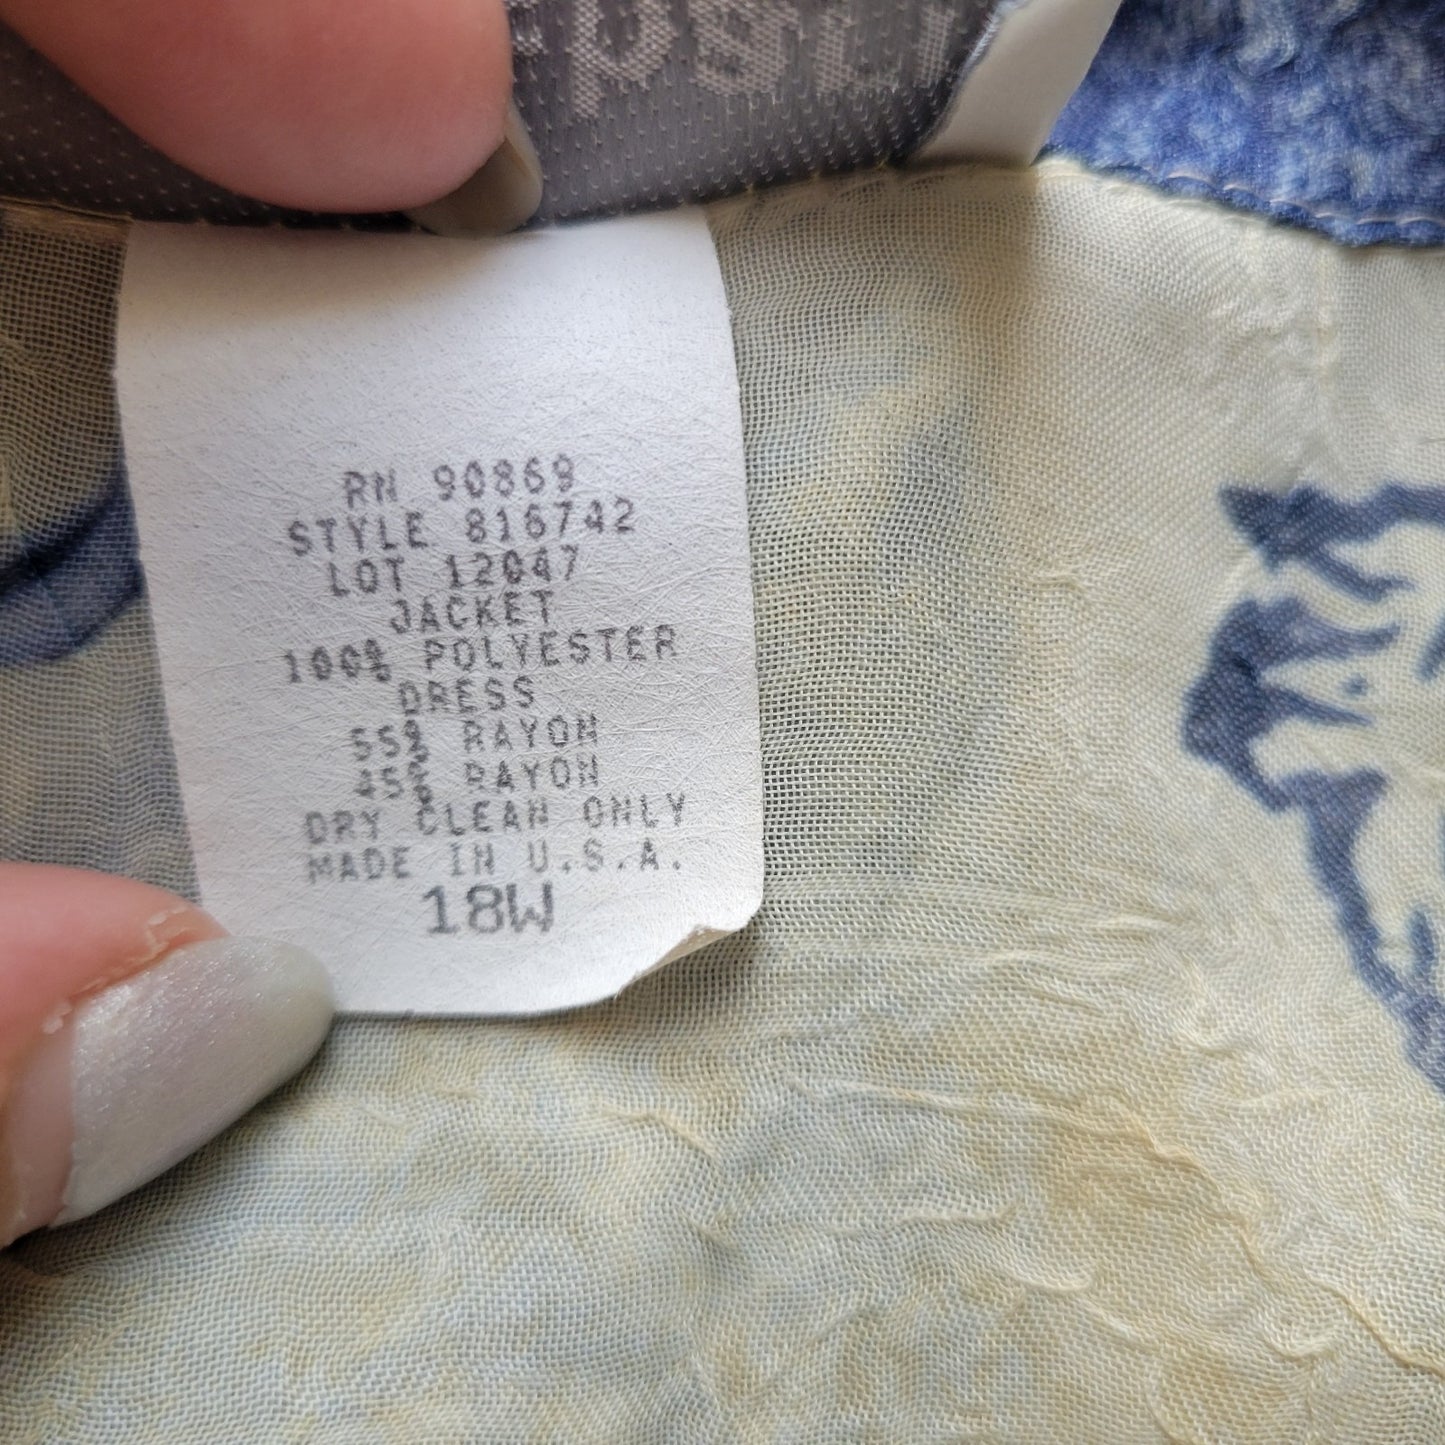 RN 90869
STYLE 816742
LOT 12047
JACKET
100% POLYESTER
DRESS
55% RAYON
45% RAYON
DRY CLEAN ONLY
MADE IN U.S.A.
18W